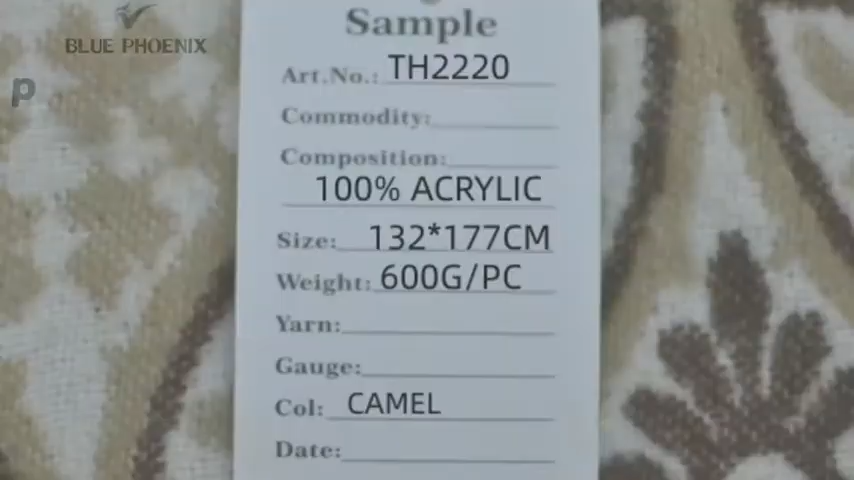 BLUE PHOENIX
p
Sample
Art.No.: TH2220
Commodity:
Composition:
100% ACRYLIC
Size: 132*177CM
Weight: 600G/PC
Yarn:
Gauge:
Col: CAMEL
Date: